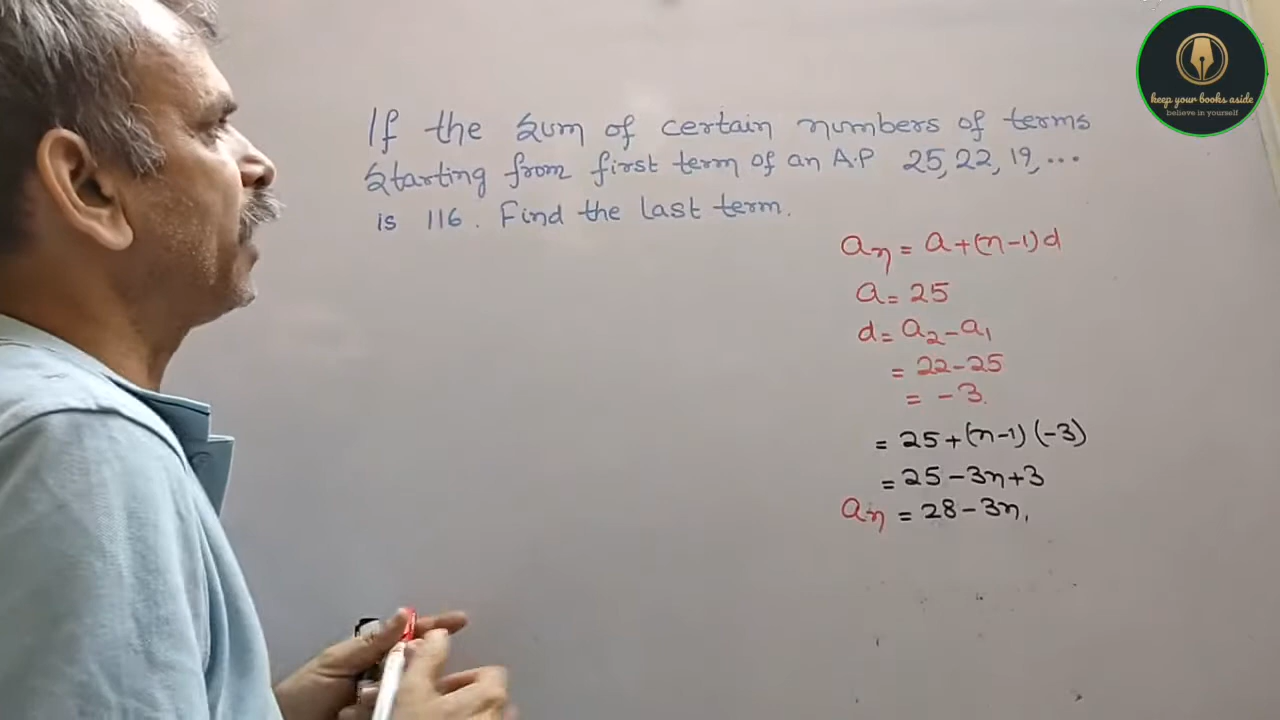 If the sum of certain numbers of terms
starting from first term of an A.P 25, 22, 19, ...
is 116. Find the last term.
aₙ = a+(n-1)d
a = 25
d = a₂-a₁
= 22-25
= -3.
= 25+(n-1)(-3)
= 25-3n+3
aₙ = 28-3n,
keep your books aside
believe in yourself